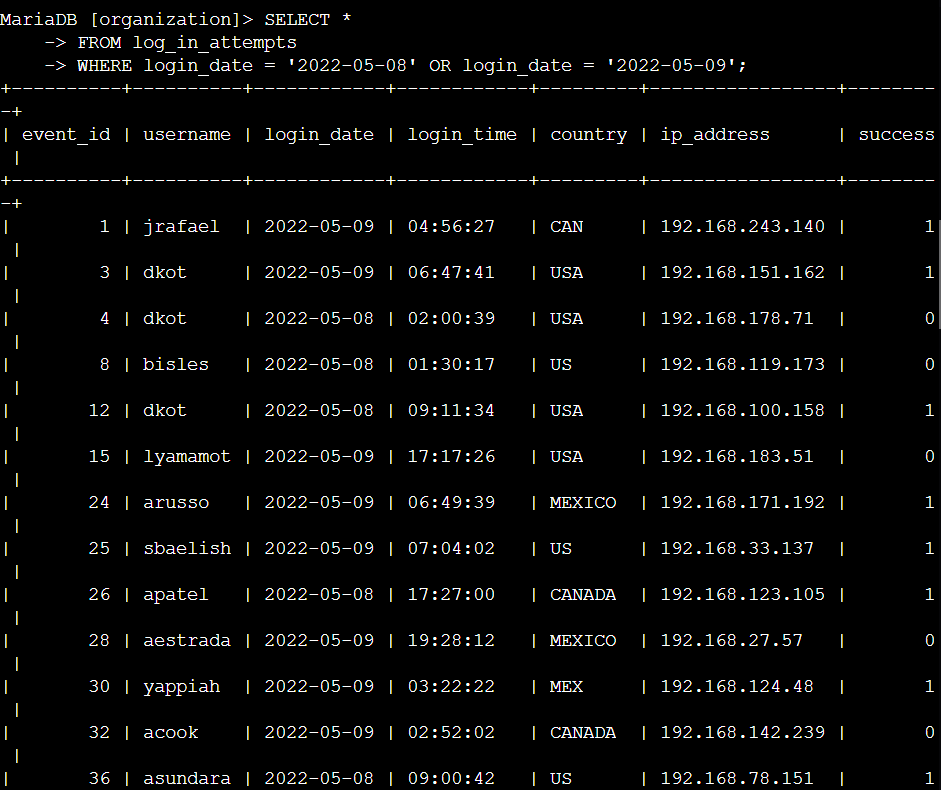 MariaDB [organization]> SELECT *
    -> FROM log_in_attempts
    -> WHERE login_date = '2022-05-08' OR login_date = '2022-05-09';
+----------+----------+------------+------------+---------+-----------------+--------
-+
| event_id | username | login_date | login_time | country | ip_address      | success
 |
+----------+----------+------------+------------+---------+-----------------+--------
-+
|        1 | jrafael  | 2022-05-09 | 04:56:27   | CAN     | 192.168.243.140 |       1
 |
|        3 | dkot     | 2022-05-09 | 06:47:41   | USA     | 192.168.151.162 |       1
 |
|        4 | dkot     | 2022-05-08 | 02:00:39   | USA     | 192.168.178.71  |       0
 |
|        8 | bisles   | 2022-05-08 | 01:30:17   | US      | 192.168.119.173 |       0
 |
|       12 | dkot     | 2022-05-08 | 09:11:34   | USA     | 192.168.100.158 |       1
 |
|       15 | lyamamot | 2022-05-09 | 17:17:26   | USA     | 192.168.183.51  |       0
 |
|       24 | arusso   | 2022-05-09 | 06:49:39   | MEXICO  | 192.168.171.192 |       1
 |
|       25 | sbaelish | 2022-05-09 | 07:04:02   | US      | 192.168.33.137  |       1
 |
|       26 | apatel   | 2022-05-08 | 17:27:00   | CANADA  | 192.168.123.105 |       1
 |
|       28 | aestrada | 2022-05-09 | 19:28:12   | MEXICO  | 192.168.27.57   |       0
 |
|       30 | yappiah  | 2022-05-09 | 03:22:22   | MEX     | 192.168.124.48  |       1
 |
|       32 | acook    | 2022-05-09 | 02:52:02   | CANADA  | 192.168.142.239 |       0
 |
|       36 | asundara | 2022-05-08 | 09:00:42   | US      | 192.168.78.151  |       1